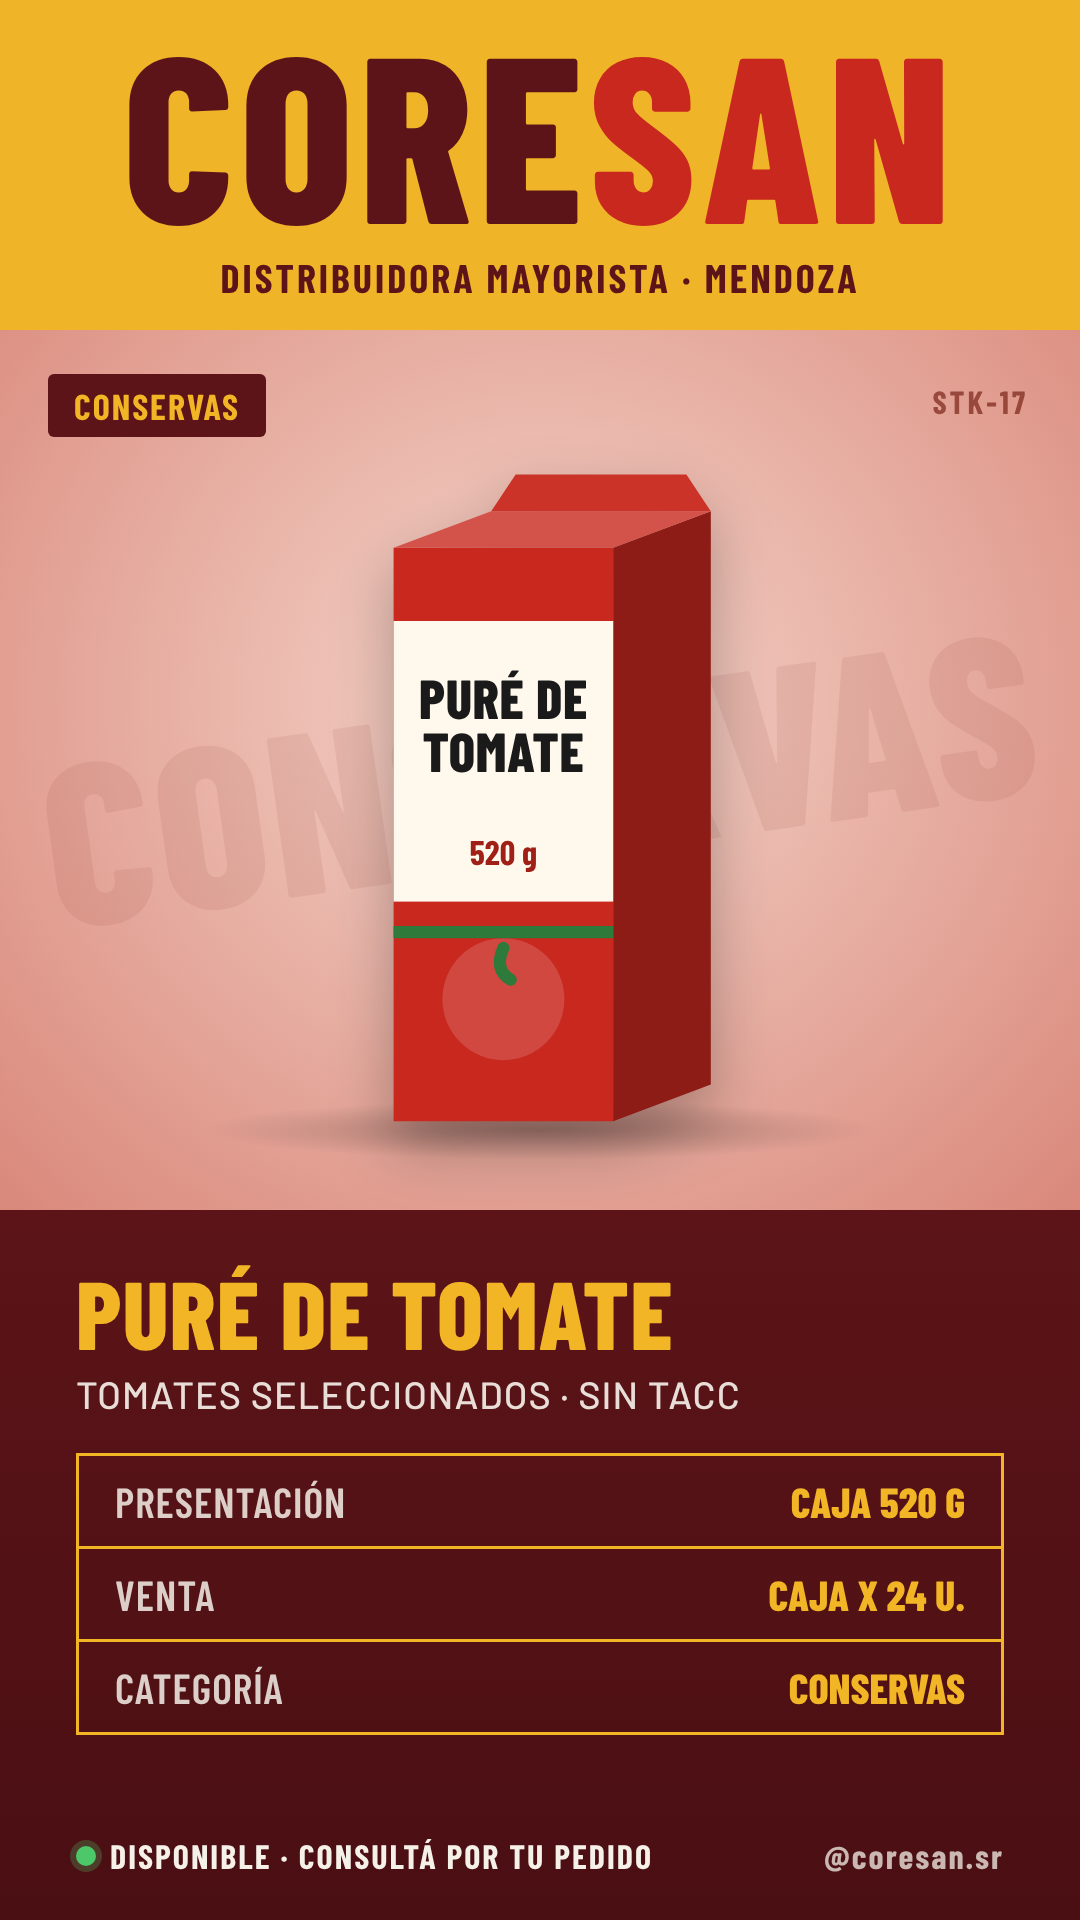 CORESAN
DISTRIBUIDORA MAYORISTA · MENDOZA
CONSERVAS
STK-17
PURÉ DE
TOMATE
520 g
PURÉ DE TOMATE
TOMATES SELECCIONADOS · SIN TACC
PRESENTACIÓN CAJA 520 G
VENTA CAJA X 24 U.
CATEGORÍA CONSERVAS
DISPONIBLE · CONSULTÁ POR TU PEDIDO
@coresan.sr